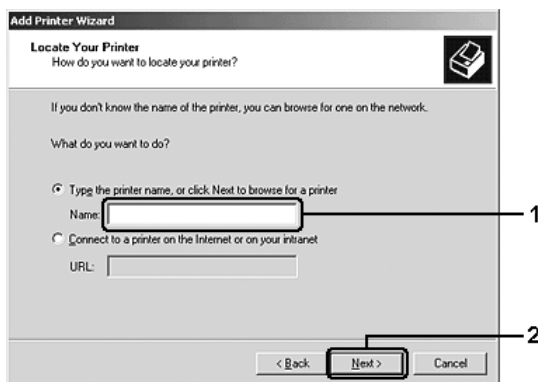 Add Printer Wizard
Locate Your Printer
How do you want to locate your printer?
If you don't know the name of the printer, you can browse for one on the network.
What do you want to do?
Type the printer name, or click Next to browse for a printer
Name:
1
Connect to a printer on the Internet or on your intranet
URL:
2
< Back Next > Cancel